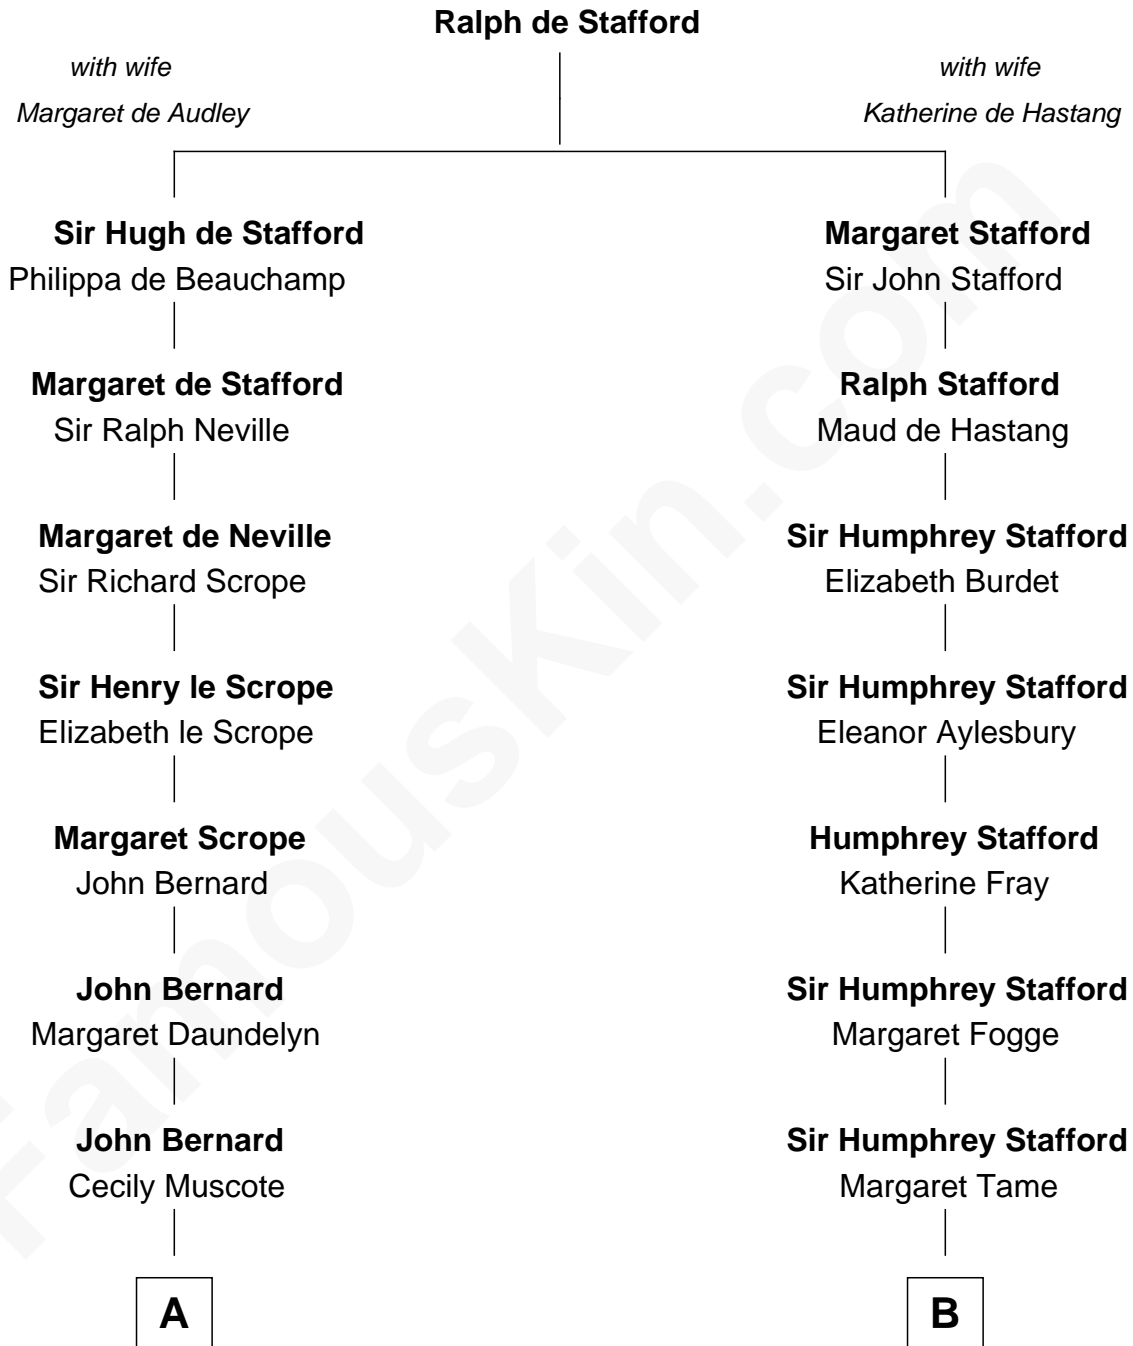 Ralph de Stafford
with wife
Margaret de Audley
with wife
Katherine de Hastang
Sir Hugh de Stafford
Philippa de Beauchamp
Margaret Stafford
Sir John Stafford
Margaret de Stafford
Sir Ralph Neville
Ralph Stafford
Maud de Hastang
Margaret de Neville
Sir Richard Scrope
Sir Humphrey Stafford
Elizabeth Burdet
Sir Henry le Scrope
Elizabeth le Scrope
Sir Humphrey Stafford
Eleanor Aylesbury
Margaret Scrope
John Bernard
Humphrey Stafford
Katherine Fray
John Bernard
Margaret Daundelyn
Sir Humphrey Stafford
Margaret Fogge
John Bernard
Cecily Muscote
Sir Humphrey Stafford
Margaret Tame
A
B
FamousKin.com